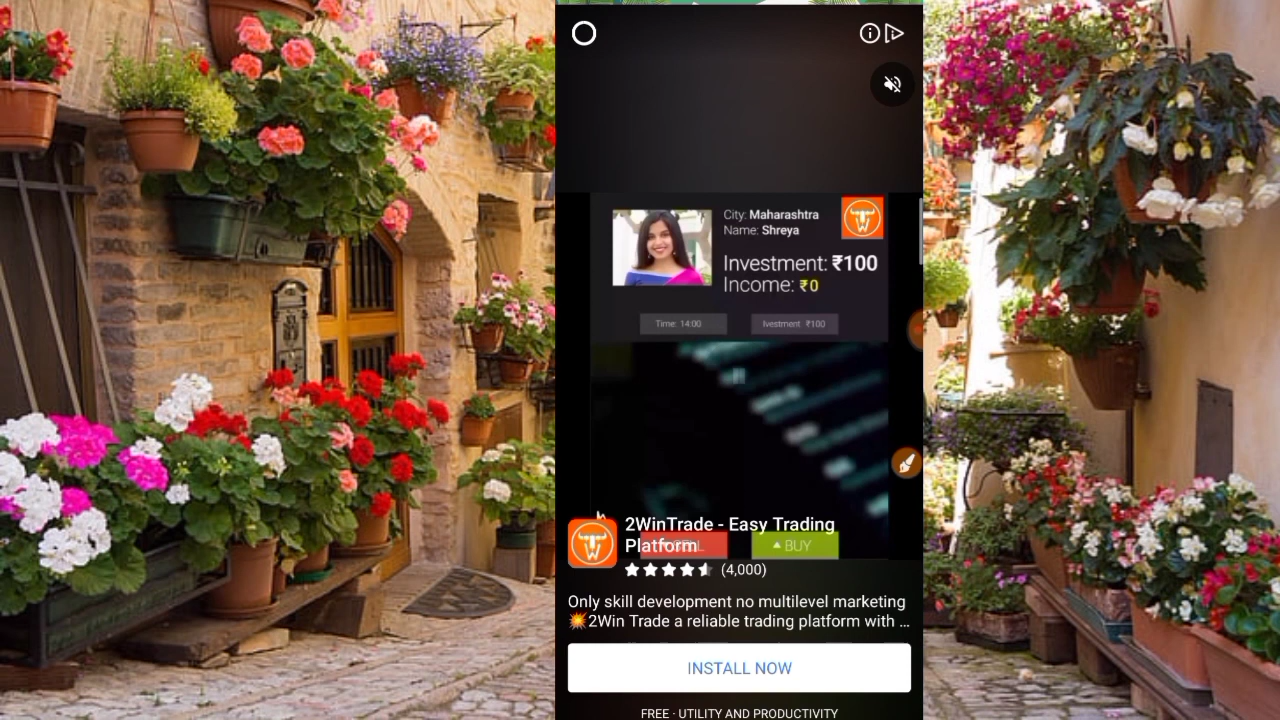 City: Maharashtra
Name: Shreya
Investment: ₹100
Income: ₹0
Time: 14:00
Ivestment ₹100
2WinTrade - Easy Trading
Platform
BUY
(4,000)
Only skill development no multilevel marketing
💥2Win Trade a reliable trading platform with ...
INSTALL NOW
FREE · UTILITY AND PRODUCTIVITY